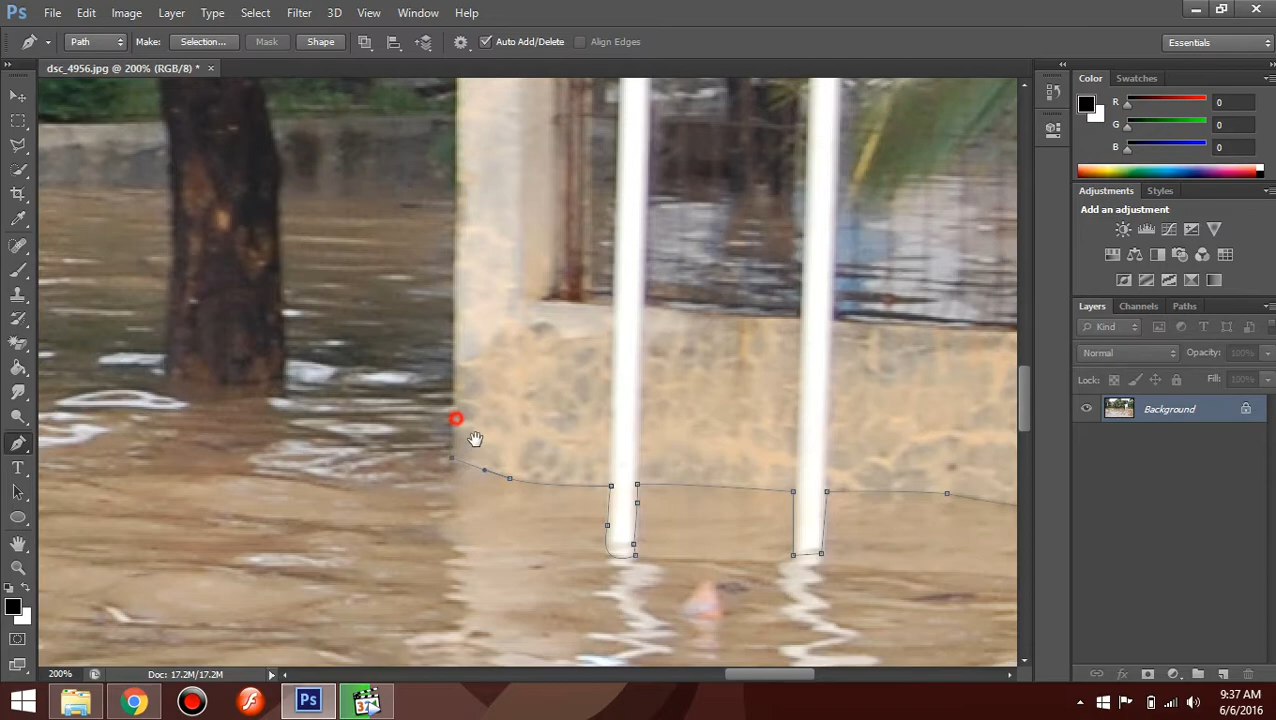 Ps File Edit Image Layer Type Select Filter 3D View Window Help
Path Make: Selection... Mask Shape Auto Add/Delete Align Edges Essentials
dsc_4956.jpg @ 200% (RGB/8) *
Color Swatches
R 0
G 0
B 0
Adjustments Styles
Add an adjustment
Layers Channels Paths
Kind
Normal Opacity: 100%
Lock: Fill: 100%
Background
200% Doc: 17.2M/17.2M
Ps 9:37 AM
6/6/2016